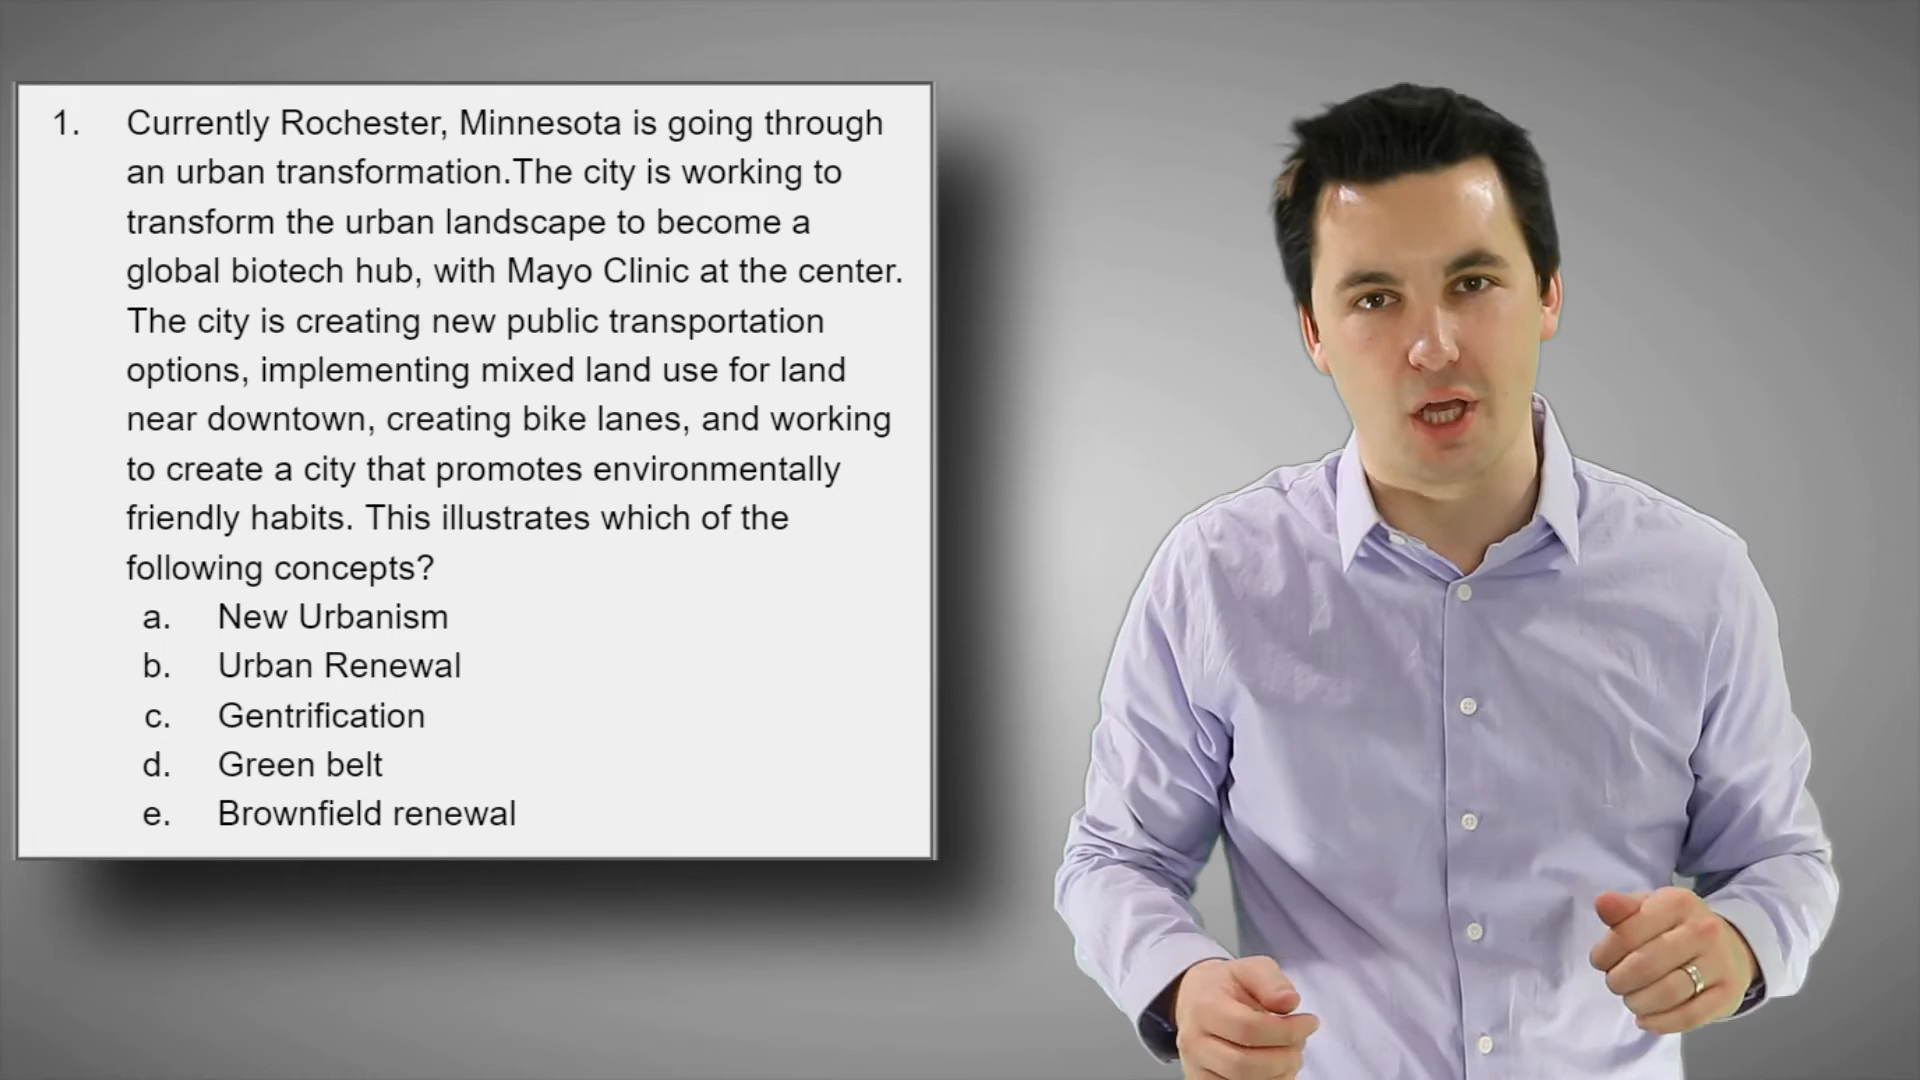 1. Currently Rochester, Minnesota is going through
an urban transformation.The city is working to
transform the urban landscape to become a
global biotech hub, with Mayo Clinic at the center.
The city is creating new public transportation
options, implementing mixed land use for land
near downtown, creating bike lanes, and working
to create a city that promotes environmentally
friendly habits. This illustrates which of the
following concepts?
a. New Urbanism
b. Urban Renewal
c. Gentrification
d. Green belt
e. Brownfield renewal